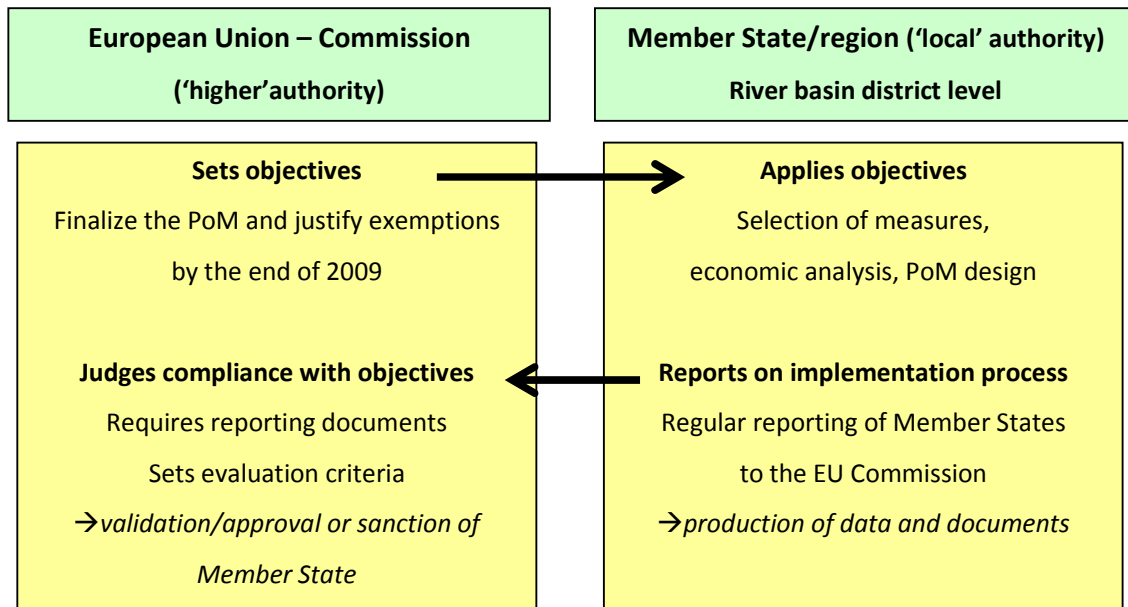 European Union – Commission
(‘higher’authority)
Member State/region (‘local’ authority)
River basin district level
Sets objectives
Finalize the PoM and justify exemptions
by the end of 2009
Judges compliance with objectives
Requires reporting documents
Sets evaluation criteria
→validation/approval or sanction of
Member State
Applies objectives
Selection of measures,
economic analysis, PoM design
Reports on implementation process
Regular reporting of Member States
to the EU Commission
→production of data and documents